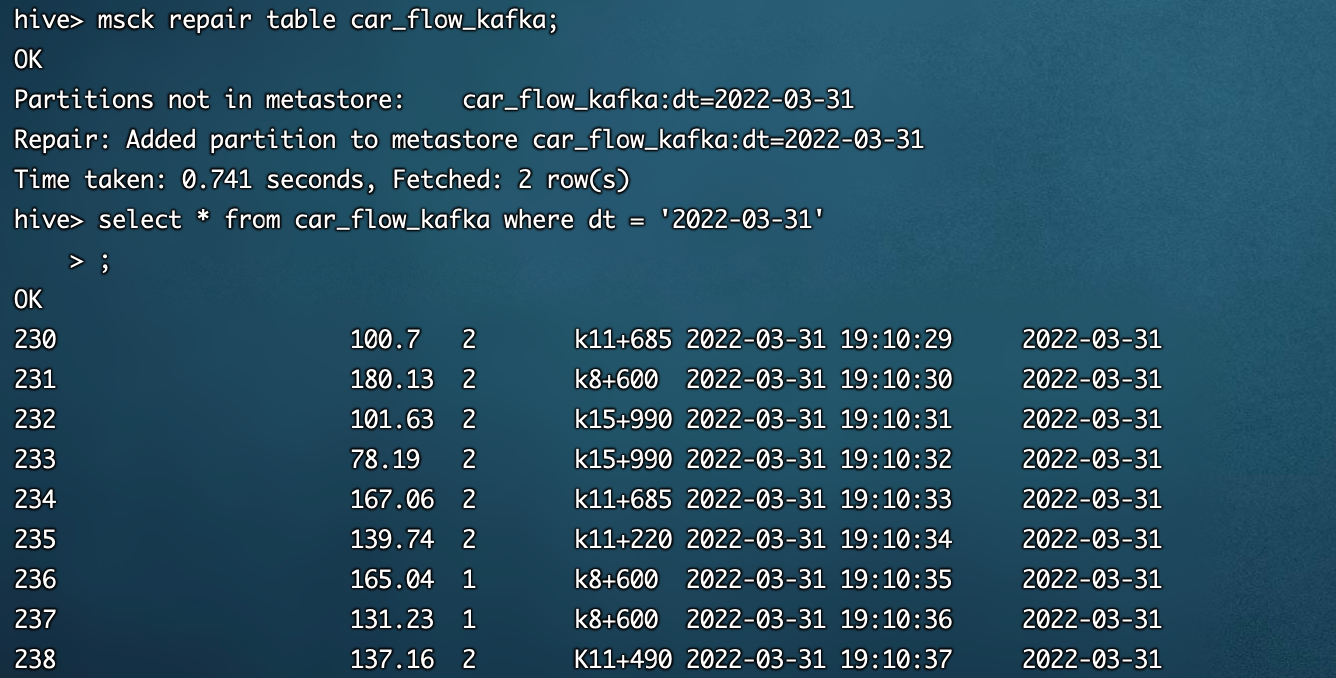 hive> msck repair table car_flow_kafka;
OK
Partitions not in metastore:    car_flow_kafka:dt=2022-03-31
Repair: Added partition to metastore car_flow_kafka:dt=2022-03-31
Time taken: 0.741 seconds, Fetched: 2 row(s)
hive> select * from car_flow_kafka where dt = '2022-03-31'
    > ;
OK
230                     100.7   2       k11+685 2022-03-31 19:10:29     2022-03-31
231                     180.13  2       k8+600  2022-03-31 19:10:30     2022-03-31
232                     101.63  2       k15+990 2022-03-31 19:10:31     2022-03-31
233                     78.19   2       k15+990 2022-03-31 19:10:32     2022-03-31
234                     167.06  2       k11+685 2022-03-31 19:10:33     2022-03-31
235                     139.74  2       k11+220 2022-03-31 19:10:34     2022-03-31
236                     165.04  1       k8+600  2022-03-31 19:10:35     2022-03-31
237                     131.23  1       k8+600  2022-03-31 19:10:36     2022-03-31
238                     137.16  2       K11+490 2022-03-31 19:10:37     2022-03-31